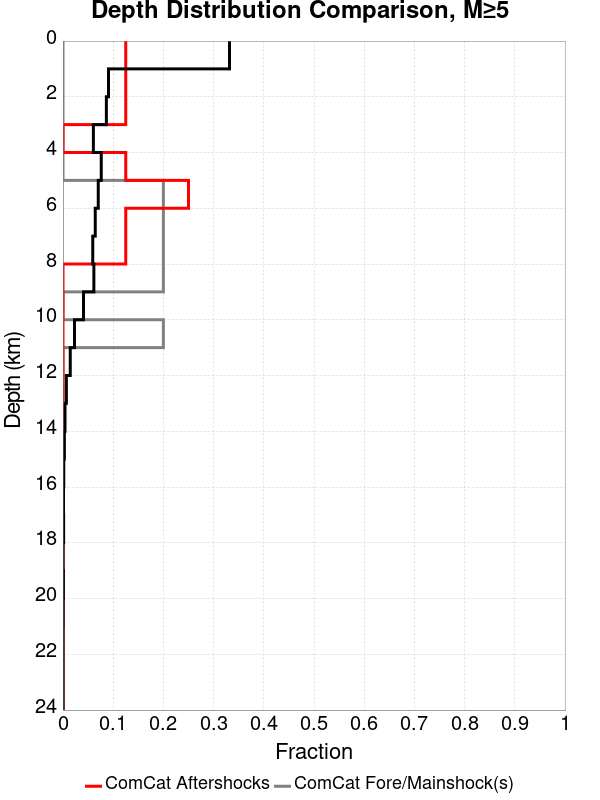 Depth Distribution Comparison, M≥5
0
2
4
6
8
10
12
14
16
18
20
22
24
Depth (km)
0 0.1 0.2 0.3 0.4 0.5 0.6 0.7 0.8 0.9 1
Fraction
ComCat Aftershocks ComCat Fore/Mainshock(s)